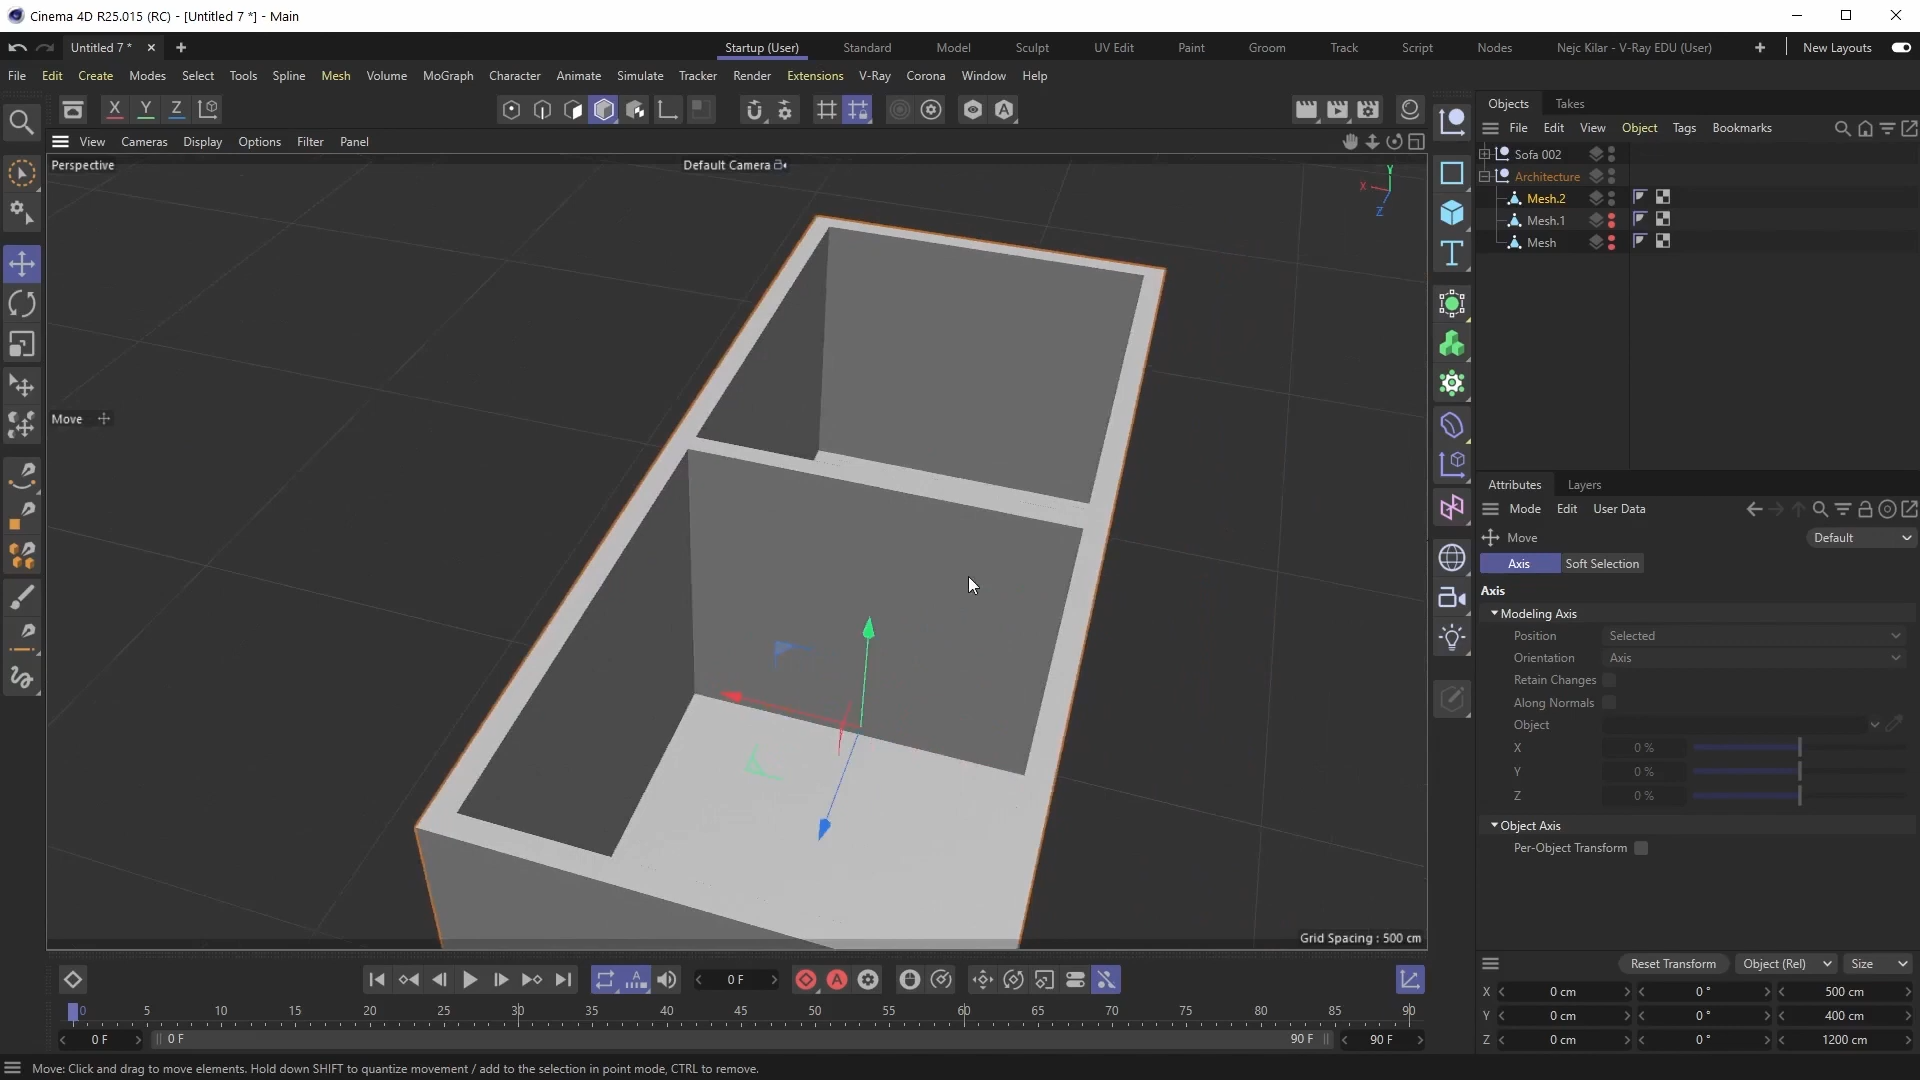 Cinema 4D R25.015 (RC) - [Untitled 7 *] - Main
Untitled 7 *
Startup (User) Standard Model Sculpt UV Edit Paint Groom Track Script Nodes Nejc Kilar - V-Ray EDU (User) New Layouts
File Edit Create Modes Select Tools Spline Mesh Volume MoGraph Character Animate Simulate Tracker Render Extensions V-Ray Corona Window Help
X Y Z
View Cameras Display Options Filter Panel
Perspective
Default Camera
Y
X
Z
Move
Grid Spacing : 500 cm
Objects Takes
File Edit View Object Tags Bookmarks
Sofa 002
Architecture
Mesh.2
Mesh.1
Mesh
Attributes Layers
Mode Edit User Data
Move Default
Axis Soft Selection
Axis
Modeling Axis
Position Selected
Orientation Axis
Retain Changes
Along Normals
Object
X 0 %
Y 0 %
Z 0 %
Object Axis
Per-Object Transform
Reset Transform Object (Rel) Size
X 0 cm 0 ° 500 cm
Y 0 cm 0 ° 400 cm
Z 0 cm 0 ° 1200 cm
0 F
0 5 10 15 20 25 30 35 40 45 50 55 60 65 70 75 80 85 90
0 F 0 F 90 F 90 F
Move: Click and drag to move elements. Hold down SHIFT to quantize movement / add to the selection in point mode, CTRL to remove.